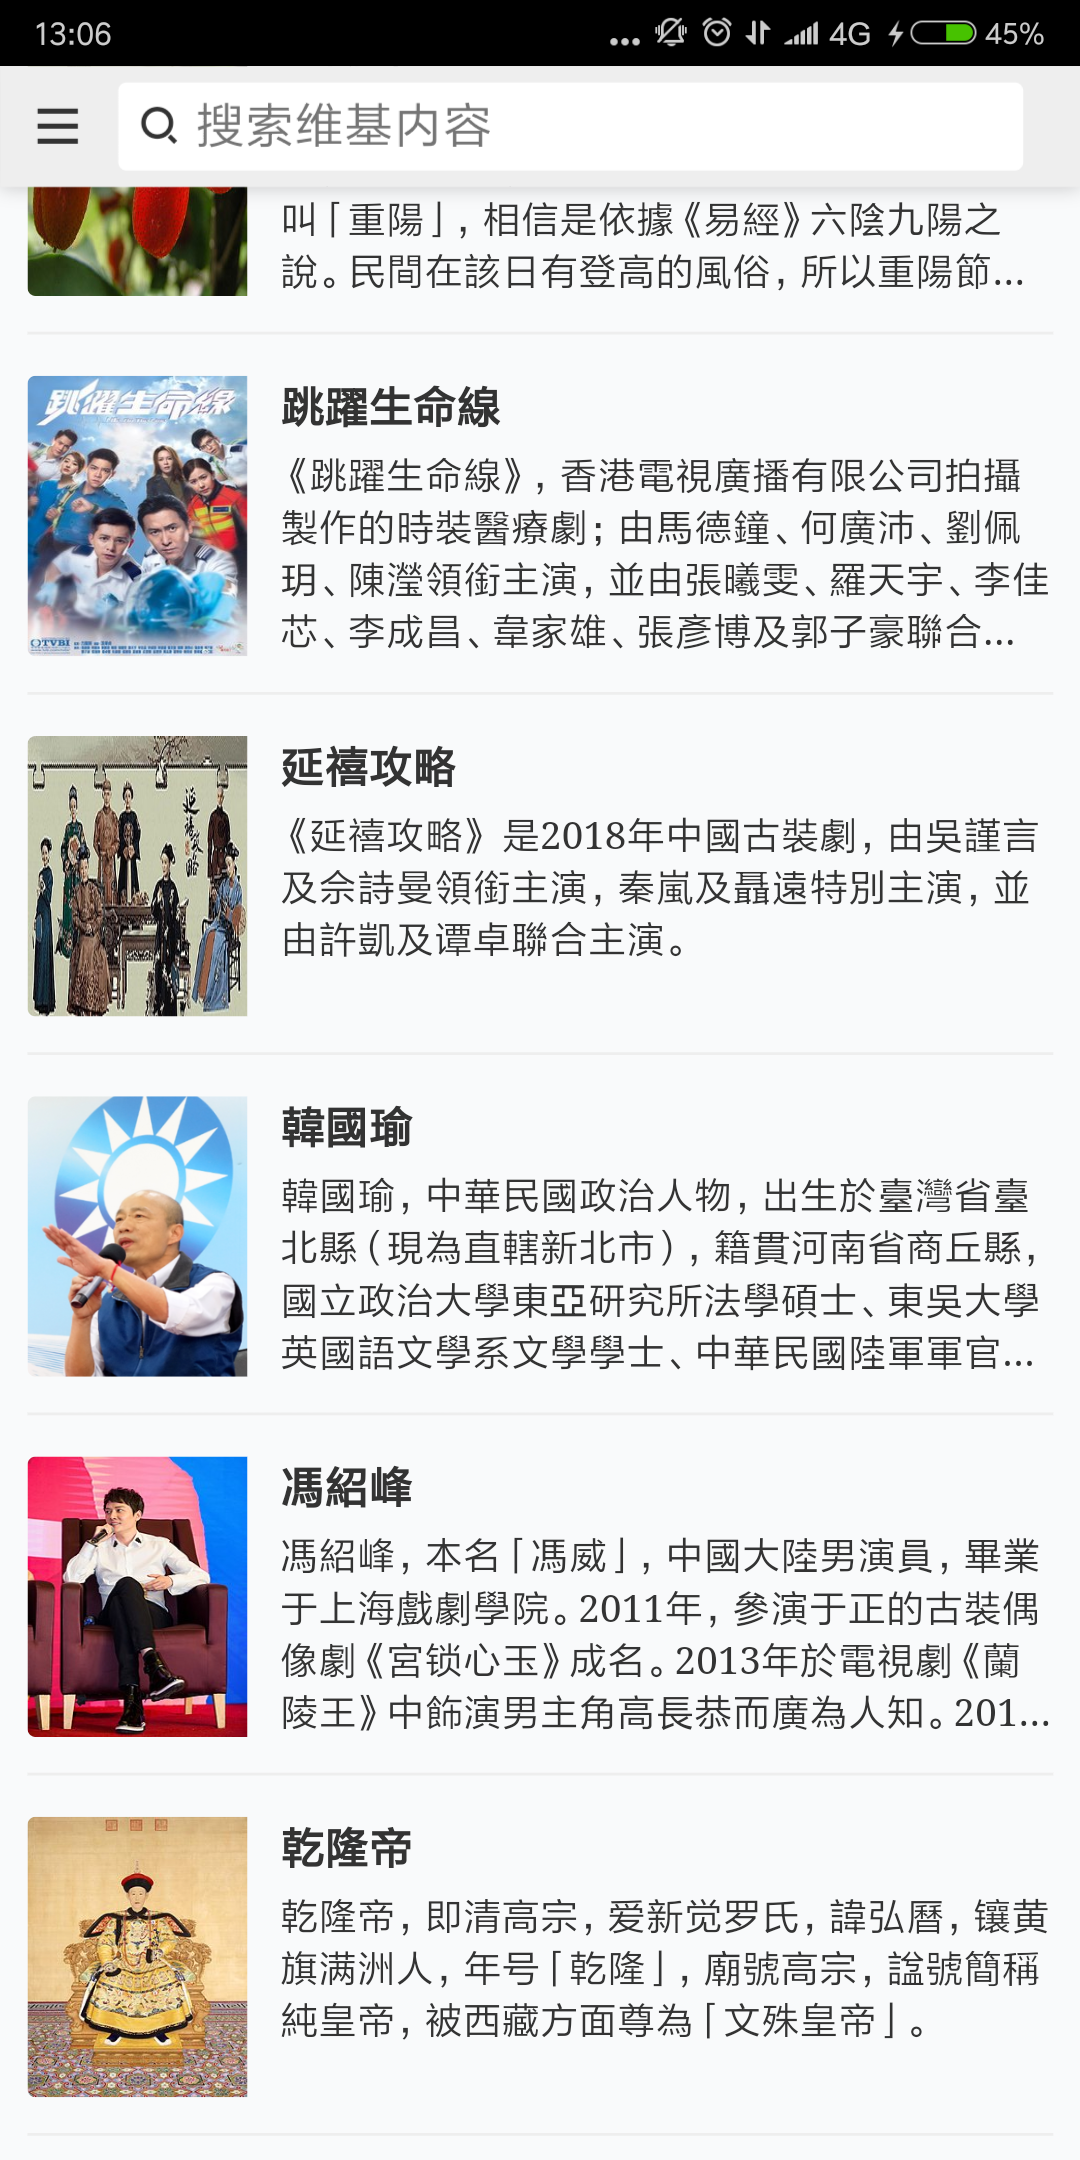 13:06
... 4G 45%
搜索维基内容
叫「重陽」，相信是依據《易經》六陰九陽之
說。民間在該日有登高的風俗，所以重陽節...
跳躍生命線
跳躍生命線
《跳躍生命線》，香港電視廣播有限公司拍攝
製作的時裝醫療劇；由馬德鐘、何廣沛、劉佩
玥、陳瀅領銜主演，並由張曦雯、羅天宇、李佳
芯、李成昌、韋家雄、張彥博及郭子豪聯合...
TVBI
延禧攻略
延禧攻略
《延禧攻略》是2018年中國古裝劇，由吳謹言
及佘詩曼領銜主演，秦嵐及聶遠特別主演，並
由許凱及谭卓聯合主演。
韓國瑜
韓國瑜，中華民國政治人物，出生於臺灣省臺
北縣（現為直轄新北市），籍貫河南省商丘縣，
國立政治大學東亞研究所法學碩士、東吳大學
英國語文學系文學學士、中華民國陸軍軍官...
馮紹峰
馮紹峰，本名「馮威」，中國大陸男演員，畢業
于上海戲劇學院。2011年，參演于正的古裝偶
像劇《宮锁心玉》成名。2013年於電視劇《蘭
陵王》中飾演男主角高長恭而廣為人知。201...
乾隆帝
乾隆帝，即清高宗，爱新觉罗氏，諱弘曆，镶黄
旗满洲人，年号「乾隆」，廟號高宗，諡號簡稱
純皇帝，被西藏方面尊為「文殊皇帝」。